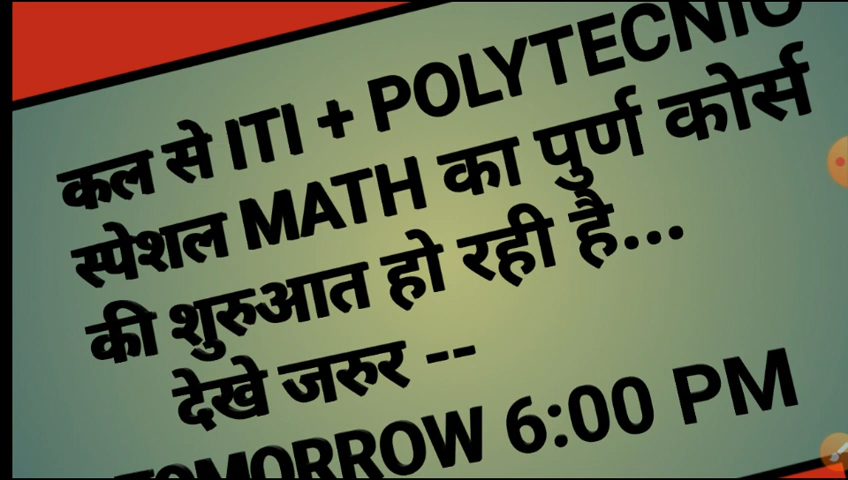 कल से ITI + POLYTECNIC
स्पेशल MATH का पुर्ण कोर्स
की शुरुआत हो रही है...
देखे जरुर --
TOMORROW 6:00 PM